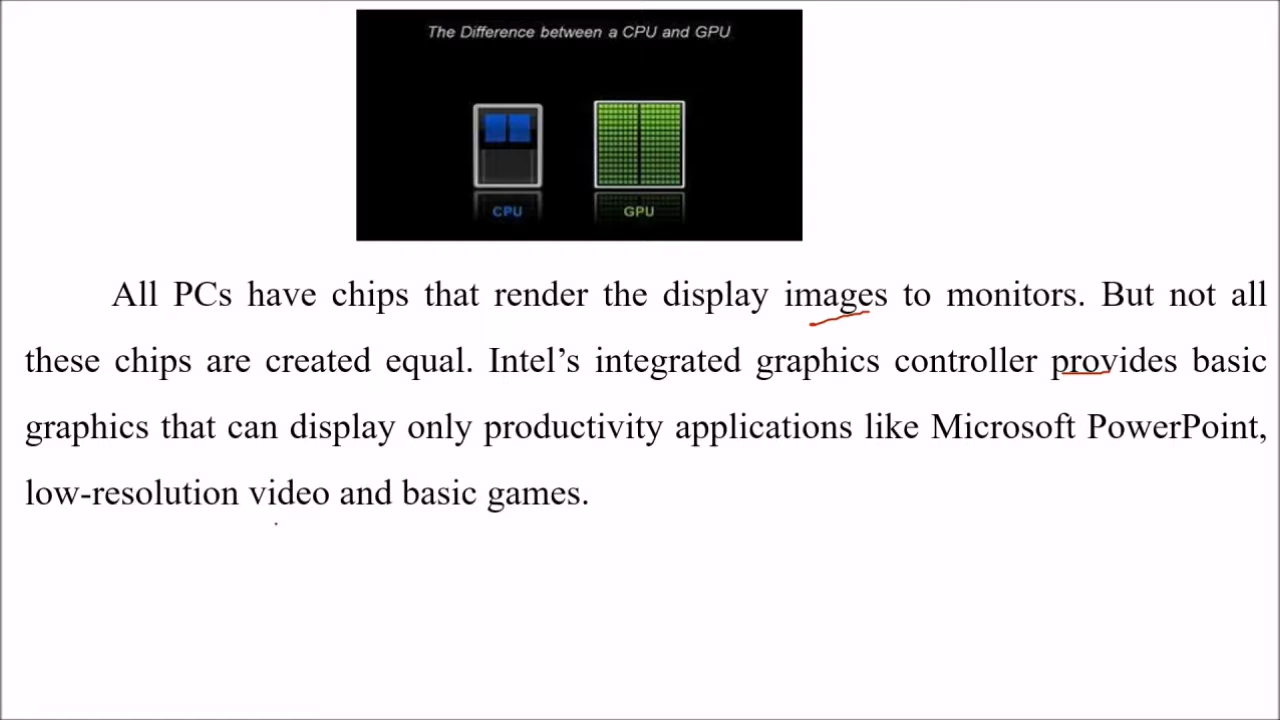 The Difference between a CPU and GPU
CPU GPU
All PCs have chips that render the display images to monitors. But not all
these chips are created equal. Intel’s integrated graphics controller provides basic
graphics that can display only productivity applications like Microsoft PowerPoint,
low-resolution video and basic games.